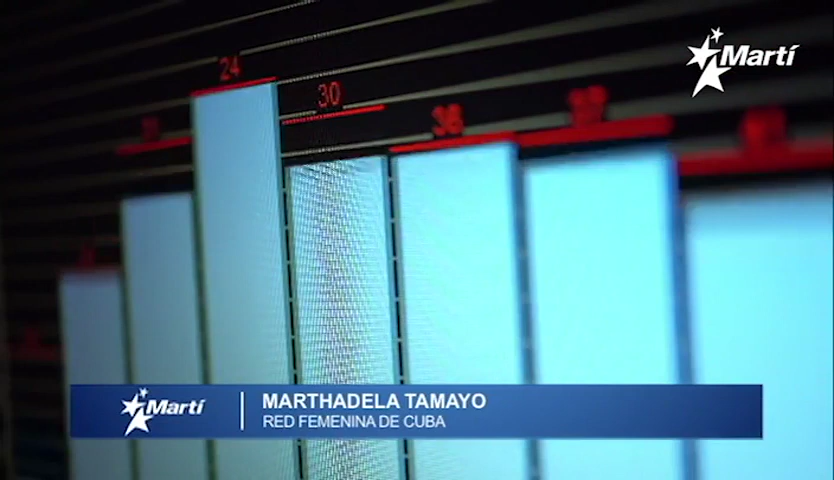 Martí
24
30
36
Martí
MARTHADELA TAMAYO
RED FEMENINA DE CUBA